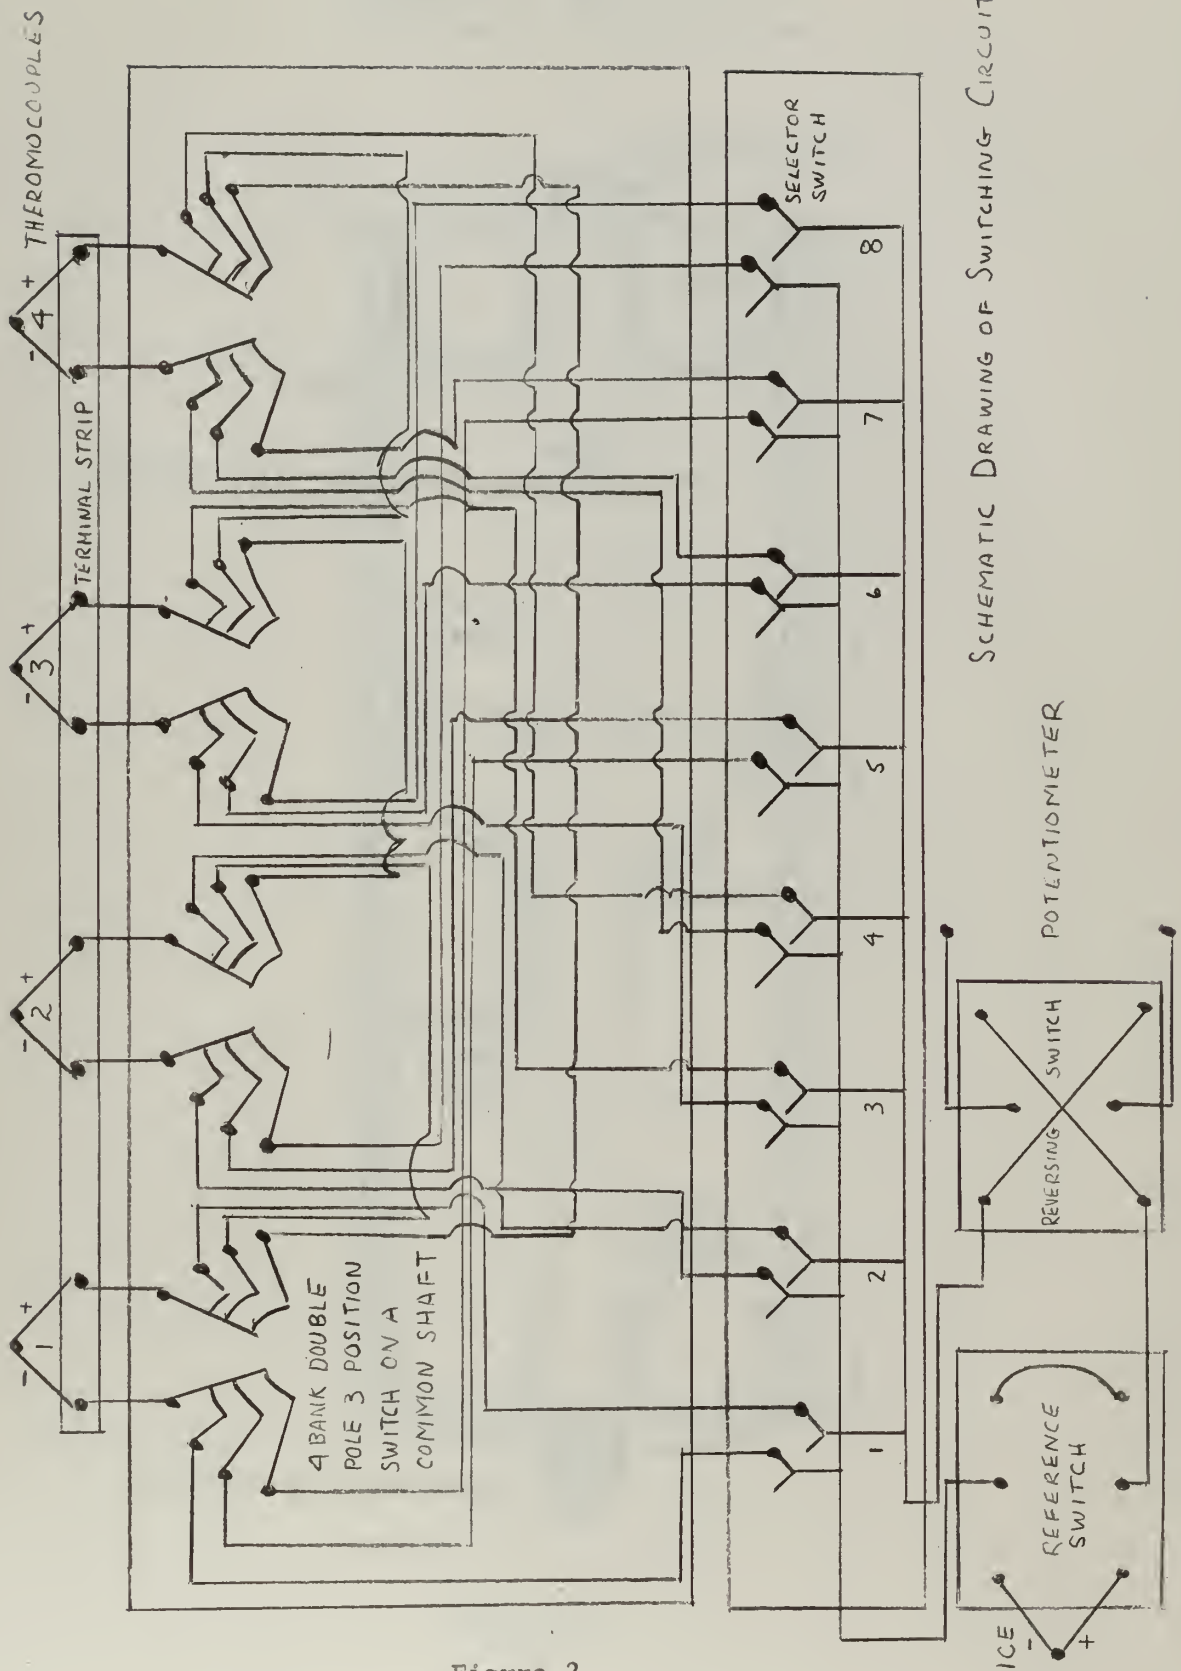 THEROMOCOUPLES
- 1 +
- 2 +
- 3 +
- 4 +
TERMINAL STRIP
4 BANK DOUBLE
POLE 3 POSITION
SWITCH ON A
COMMON SHAFT
SELECTOR
SWITCH
1 2 3 4 5 6 7 8
ICE
-
+
REFERENCE
SWITCH
REVERSING SWITCH
POTENTIOMETER
SCHEMATIC DRAWING OF SWITCHING CIRCUIT
Figure 2